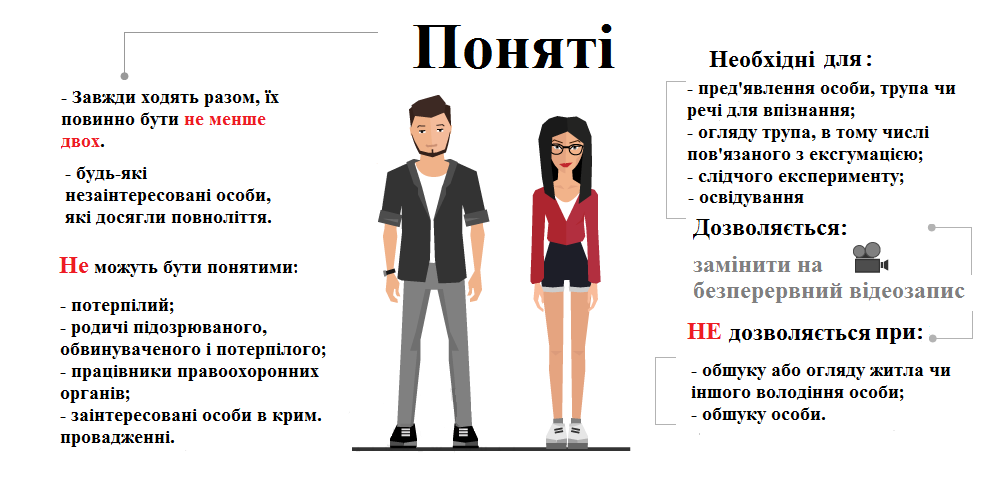 Поняті
- Завжди ходять разом, їх
повинно бути не менше
двох.
- будь-які
незаінтересовані особи,
які досягли повноліття.
Не можуть бути понятими:
- потерпілий;
- родичі підозрюваного,
обвинуваченого і потерпілого;
- працівники правоохоронних
органів;
- заінтересовані особи в крим.
провадженні.
Необхідні для:
- пред'явлення особи, трупа чи
речі для впізнання;
- огляду трупа, в тому числі
пов'язаного з ексгумацією;
- слідчого експерименту;
- освідування
Дозволяється:
замінити на
безперервний відеозапис
НЕ дозволяється при:
- обшуку або огляду житла чи
іншого володіння особи;
- обшуку особи.